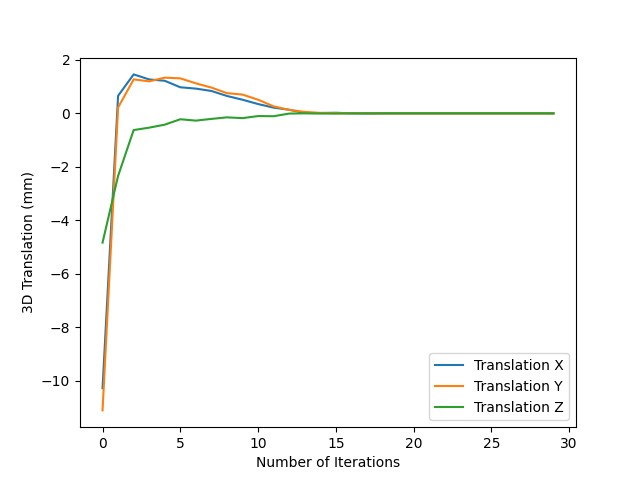 2
0
−2
−4
−6
−8
−10
3D Translation (mm)
Translation X
Translation Y
Translation Z
0 5 10 15 20 25 30
Number of Iterations